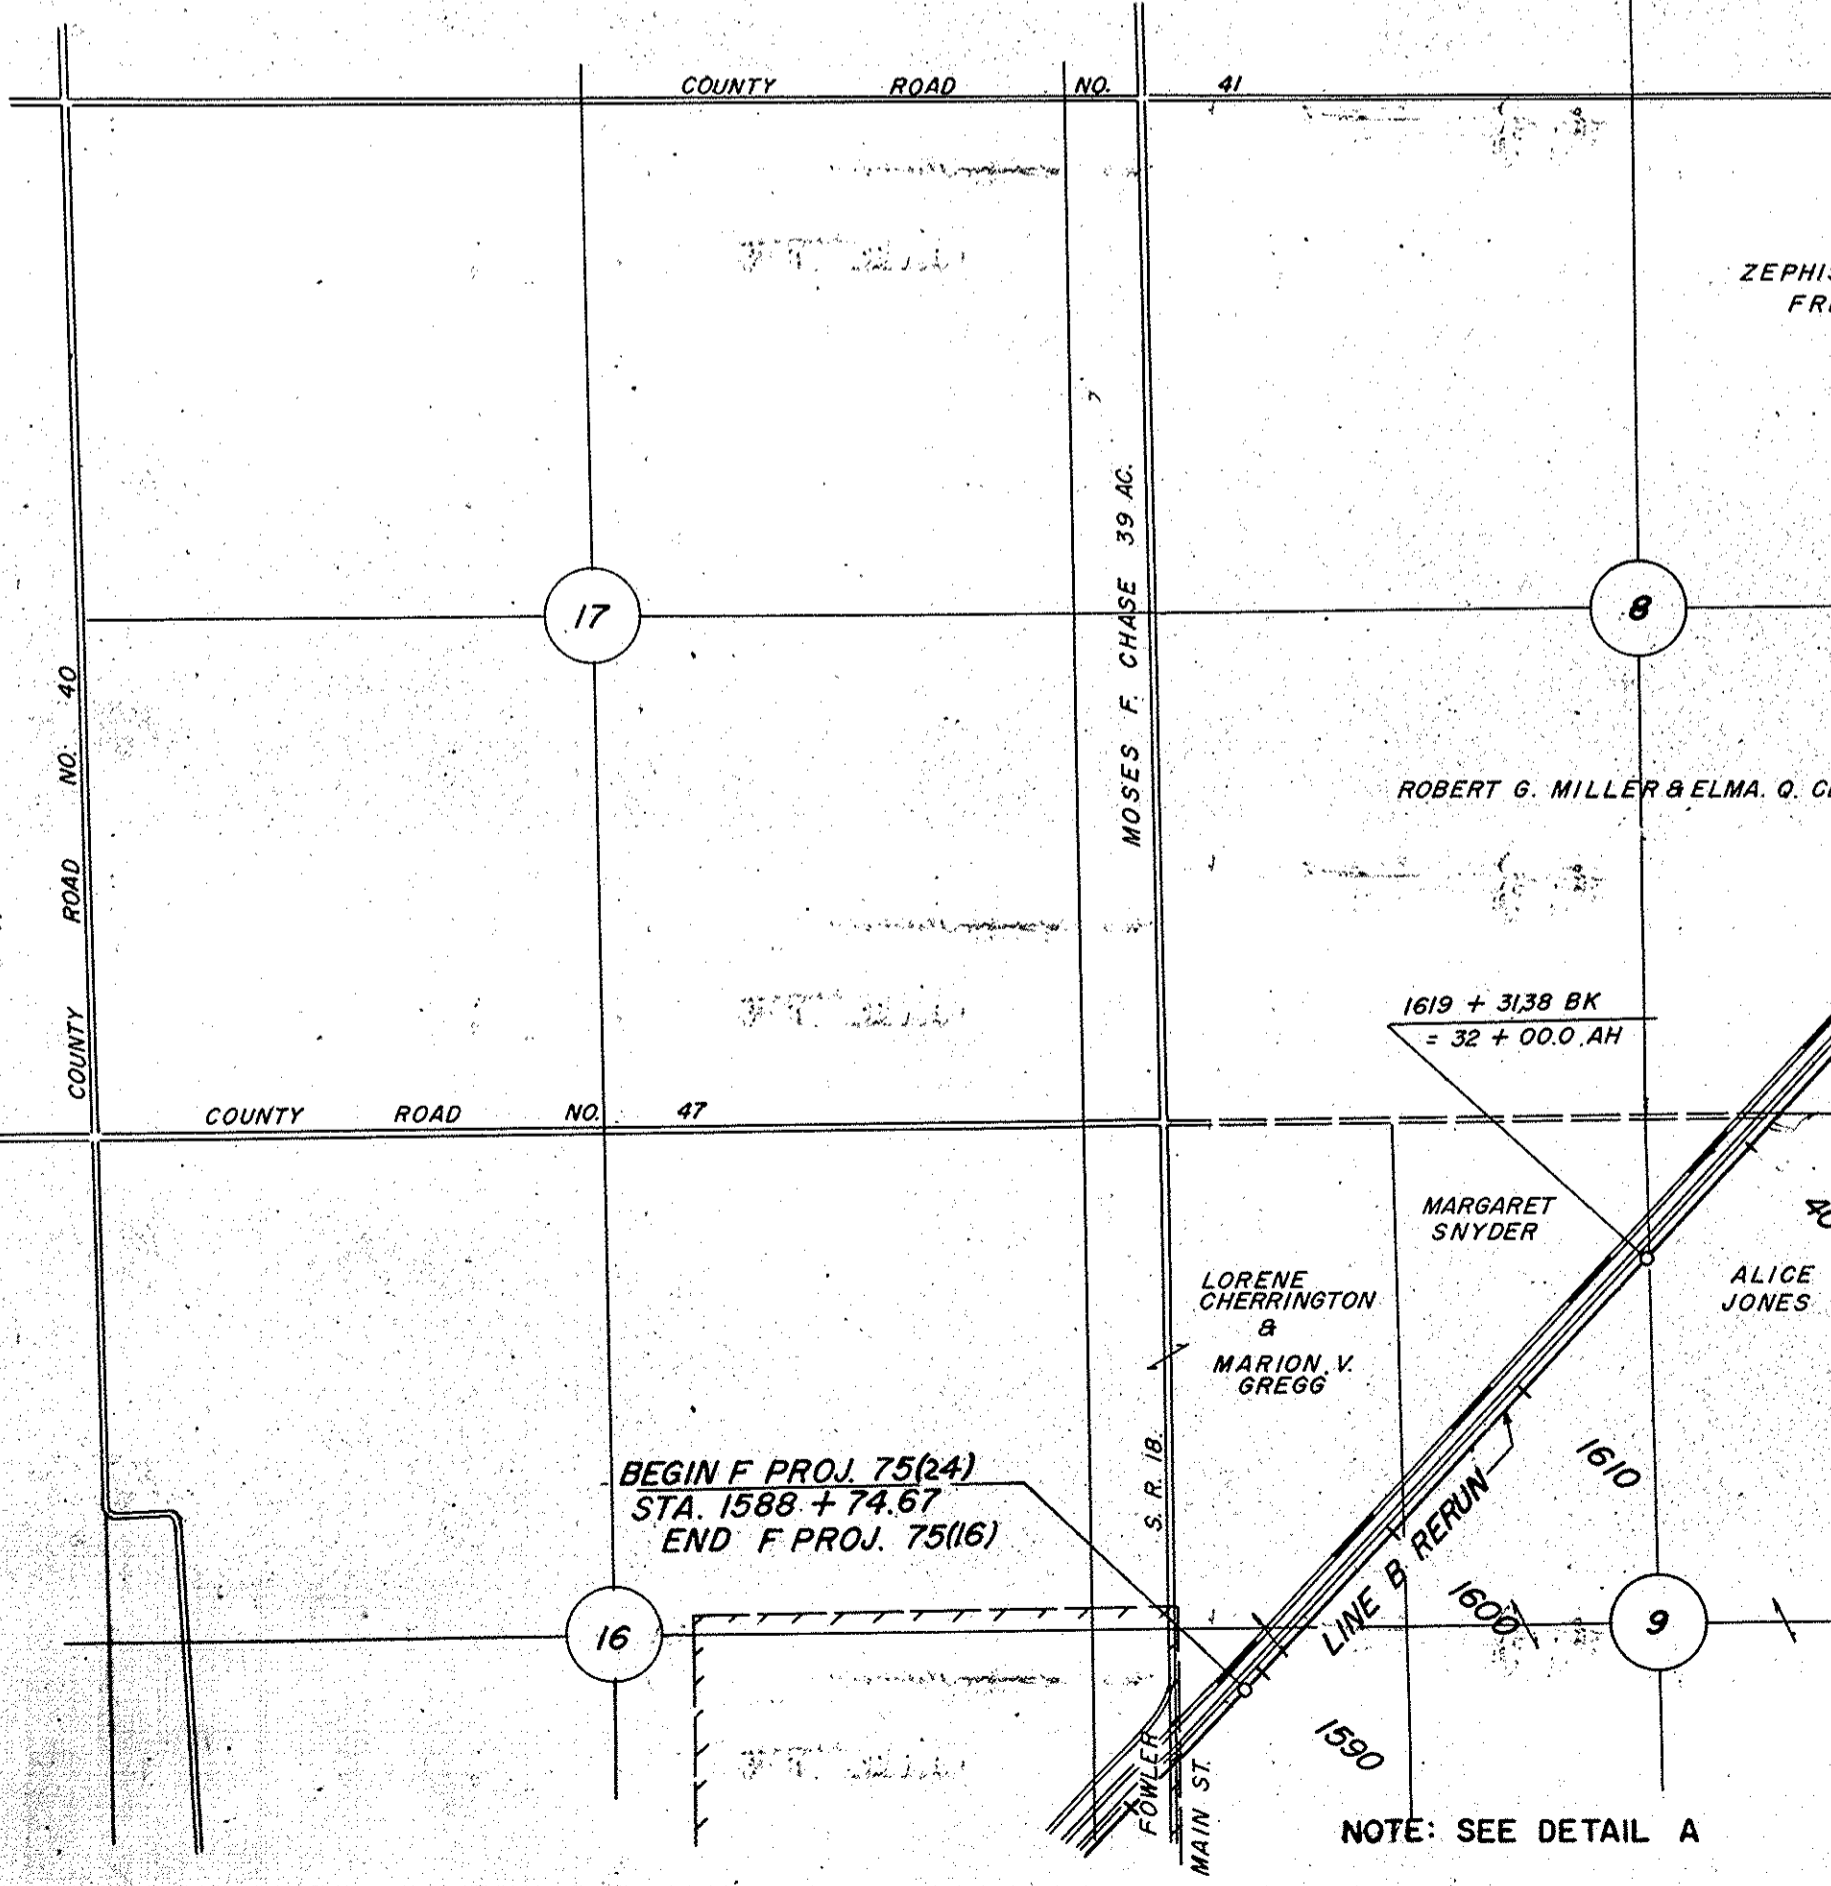 COUNTY ROAD NO. 41
MOSES F. CHASE 39 AC.
17
8
COUNTY ROAD NO. 40
ROBERT G. MILLER & ELMA. Q.
1619 + 31.38 BK
= 32 + 00.0 AH
COUNTY ROAD NO. 47
MARGARET
SNYDER
LORENE
CHERRINGTON
&
MARION V.
GREGG
ALICE
JONES
S. R. 18.
BEGIN F PROJ. 75(24)
STA. 1588 + 74.67
END F PROJ. 75(16)
1610
LINE B RERUN
1600
16
9
1590
FOWLER
MAIN ST.
NOTE: SEE DETAIL A